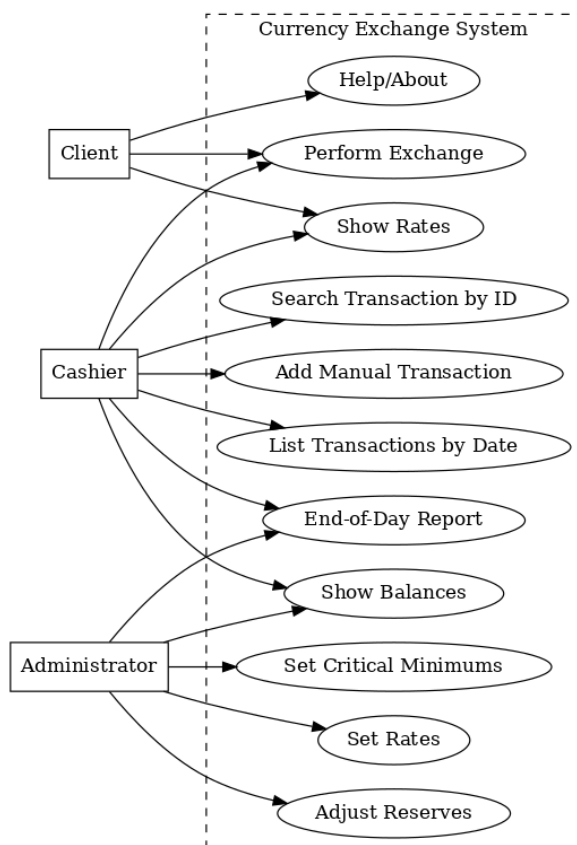 Currency Exchange System
Help/About
Client
Perform Exchange
Show Rates
Search Transaction by ID
Cashier
Add Manual Transaction
List Transactions by Date
End-of-Day Report
Show Balances
Administrator
Set Critical Minimums
Set Rates
Adjust Reserves